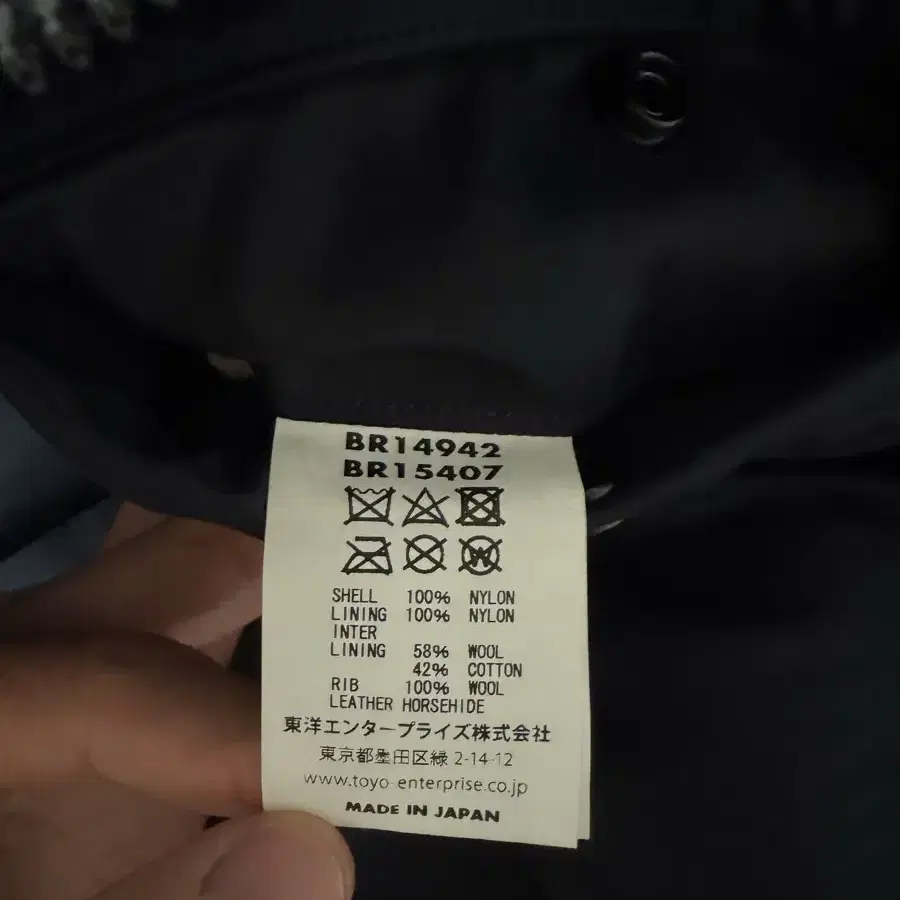 BR14942
BR15407
SHELL 100% NYLON
LINING 100% NYLON
INTER
LINING 58% WOOL
42% COTTON
RIB 100% WOOL
LEATHER HORSEHIDE
東洋エンタープライズ株式会社
東京都墨田区緑 2-14-12
www.toyo-enterprise.co.jp
MADE IN JAPAN